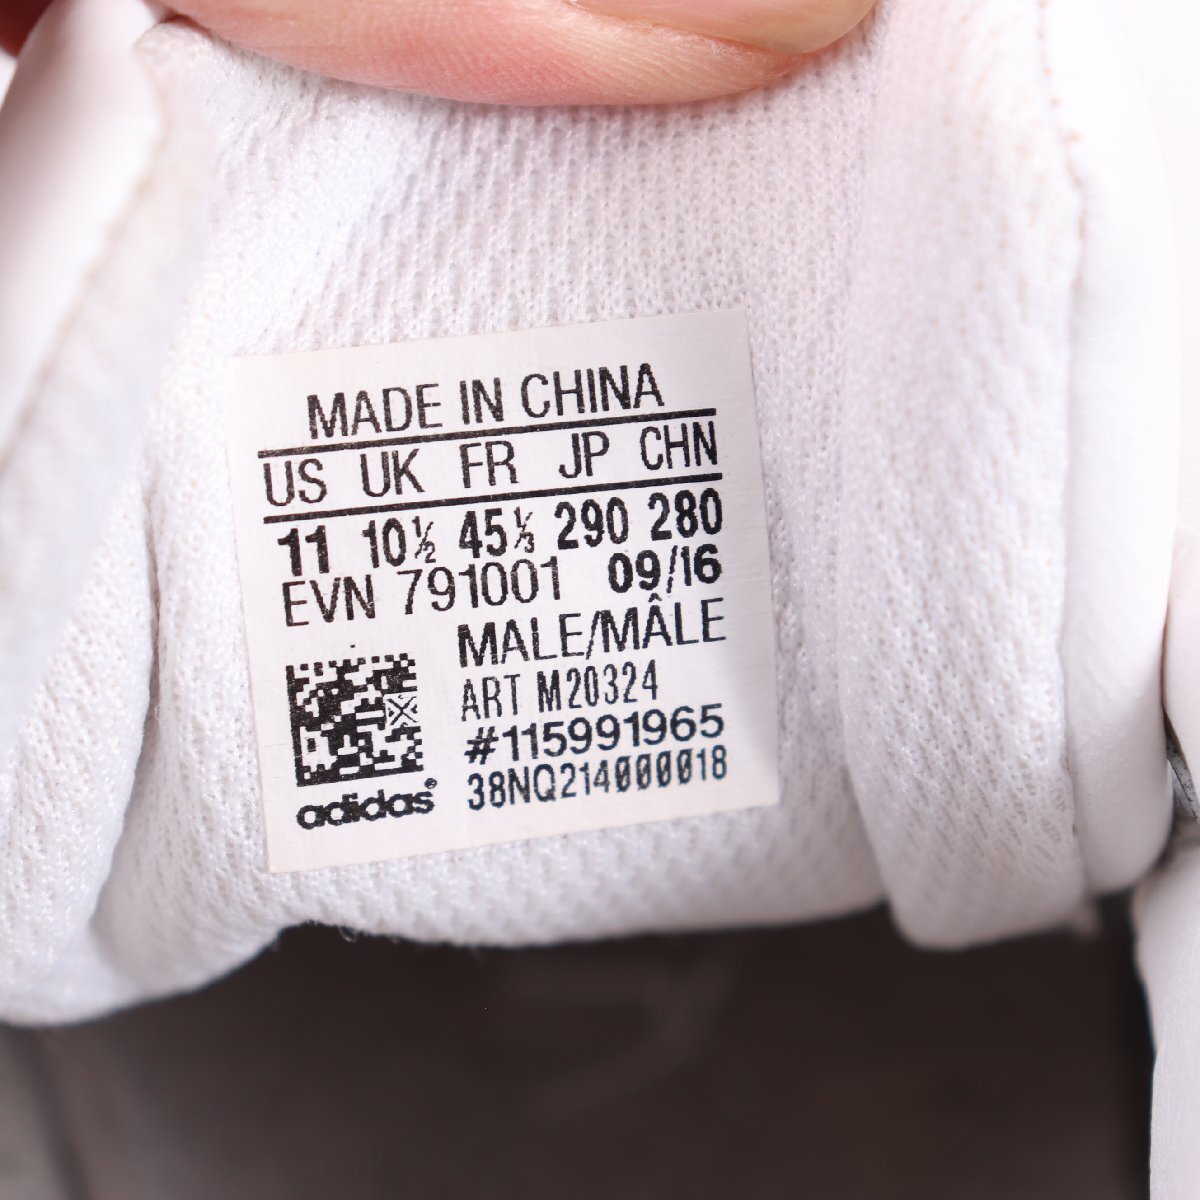 MADE IN CHINA
US UK FR JP CHN
11 10½ 45⅓ 290 280
EVN 791001 09/16
MALE/MÂLE
ART M20324
#115991965
38NQ214000018
adidas®